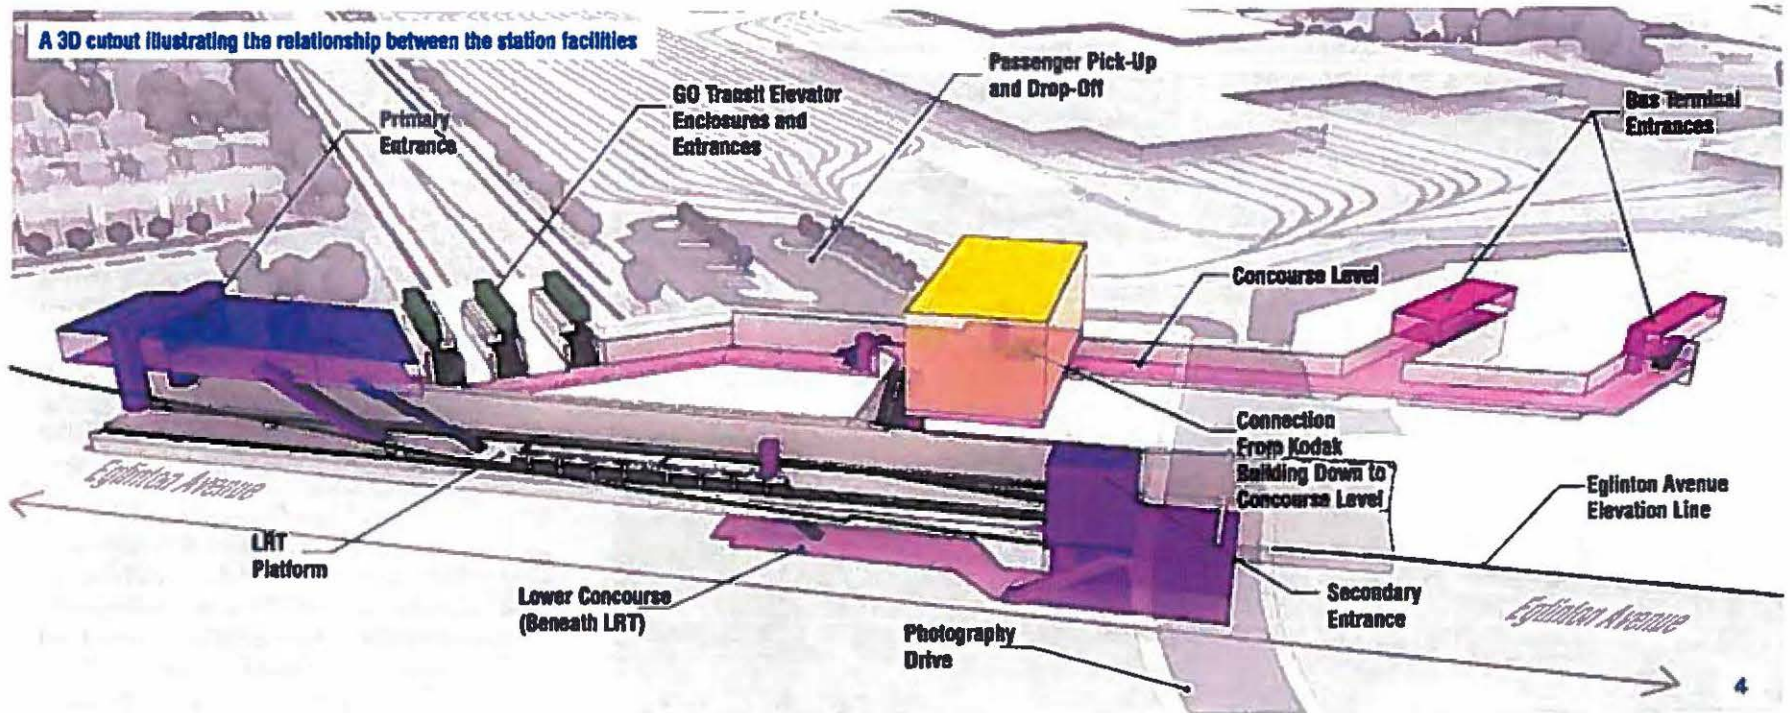 A 3D cutout illustrating the relationship between the station facilities
Primary
Entrance
GO Transit Elevator
Enclosures and
Entrances
Passenger Pick-Up
and Drop-Off
Bus Terminal
Entrances
Concourse Level
Connection
From Kodak
Building Down to
Concourse Level
Eglinton Avenue
Elevation Line
Eglinton Avenue
LRT
Platform
Lower Concourse
(Beneath LRT)
Photography
Drive
Secondary
Entrance
Eglinton Avenue
4